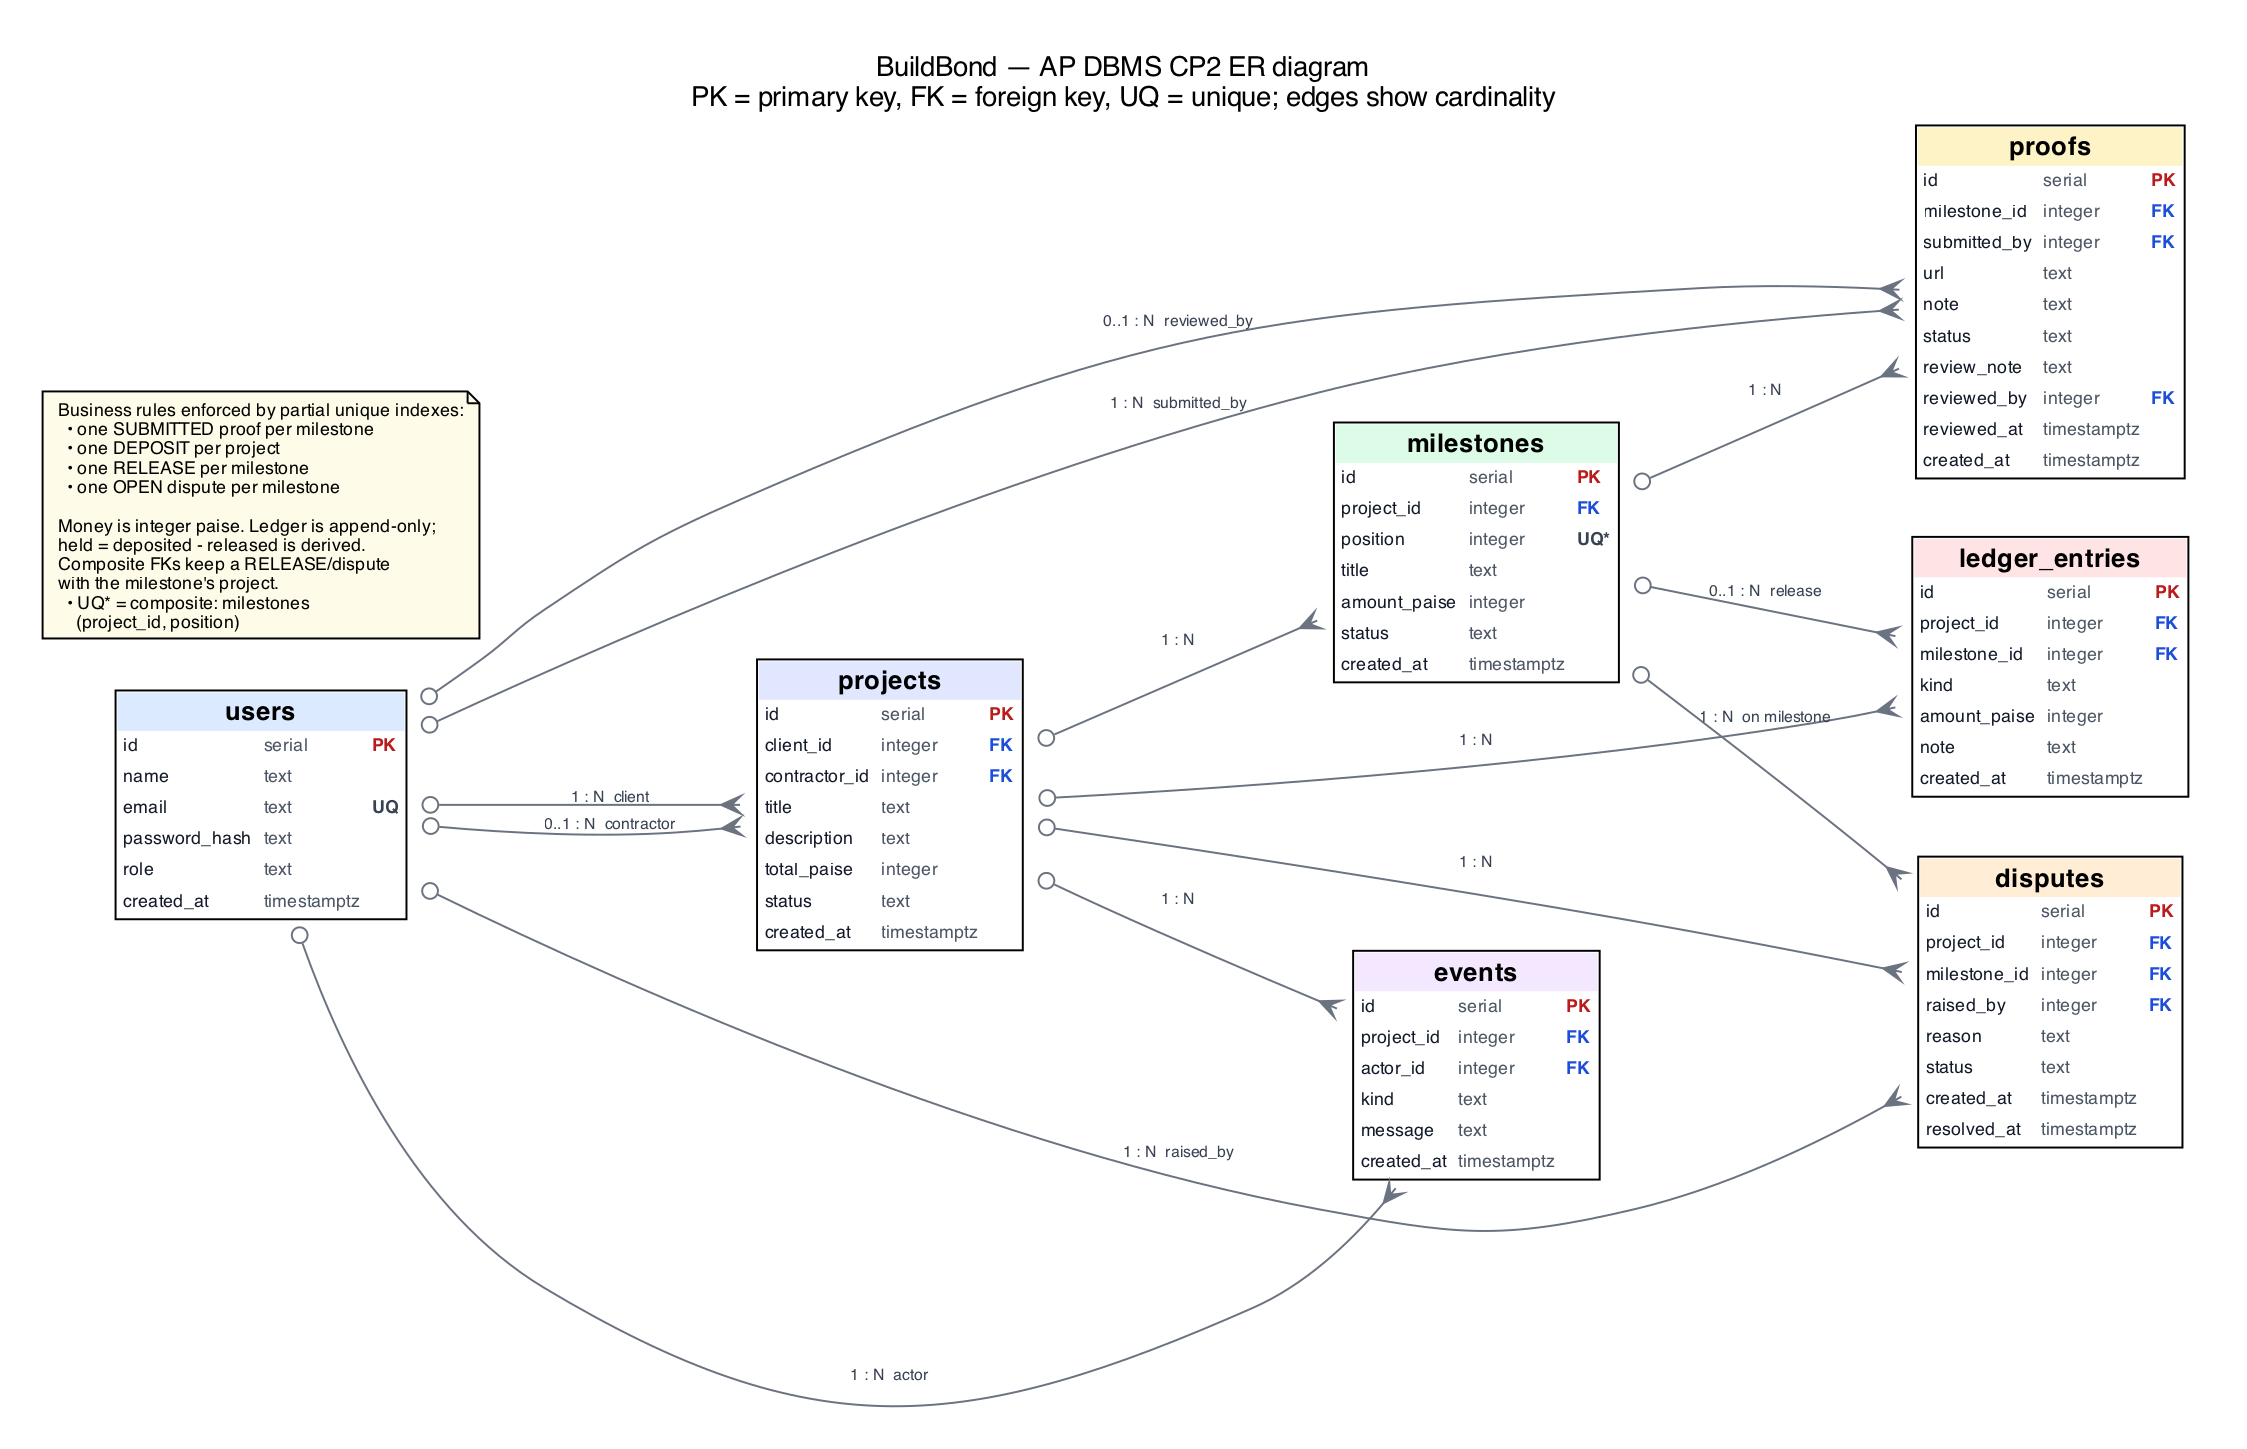 BuildBond — AP DBMS CP2 ER diagram
PK = primary key, FK = foreign key, UQ = unique; edges show cardinality
Business rules enforced by partial unique indexes:
• one SUBMITTED proof per milestone
• one DEPOSIT per project
• one RELEASE per milestone
• one OPEN dispute per milestone
Money is integer paise. Ledger is append-only;
held = deposited - released is derived.
Composite FKs keep a RELEASE/dispute
with the milestone's project.
• UQ* = composite: milestones
(project_id, position)
users
id serial PK
name text
email text UQ
password_hash text
role text
created_at timestamptz
1 : N client
0..1 : N contractor
projects
id serial PK
client_id integer FK
contractor_id integer FK
title text
description text
total_paise integer
status text
created_at timestamptz
0..1 : N reviewed_by
1 : N submitted_by
1 : N
1 : N
1 : N
1 : N
1 : N raised_by
1 : N actor
milestones
id serial PK
project_id integer FK
position integer UQ*
title text
amount_paise integer
status text
created_at timestamptz
events
id serial PK
project_id integer FK
actor_id integer FK
kind text
message text
created_at timestamptz
1 : N
0..1 : N release
1 : N on milestone
proofs
id serial PK
milestone_id integer FK
submitted_by integer FK
url text
note text
status text
review_note text
reviewed_by integer FK
reviewed_at timestamptz
created_at timestamptz
ledger_entries
id serial PK
project_id integer FK
milestone_id integer FK
kind text
amount_paise integer
note text
created_at timestamptz
disputes
id serial PK
project_id integer FK
milestone_id integer FK
raised_by integer FK
reason text
status text
created_at timestamptz
resolved_at timestamptz